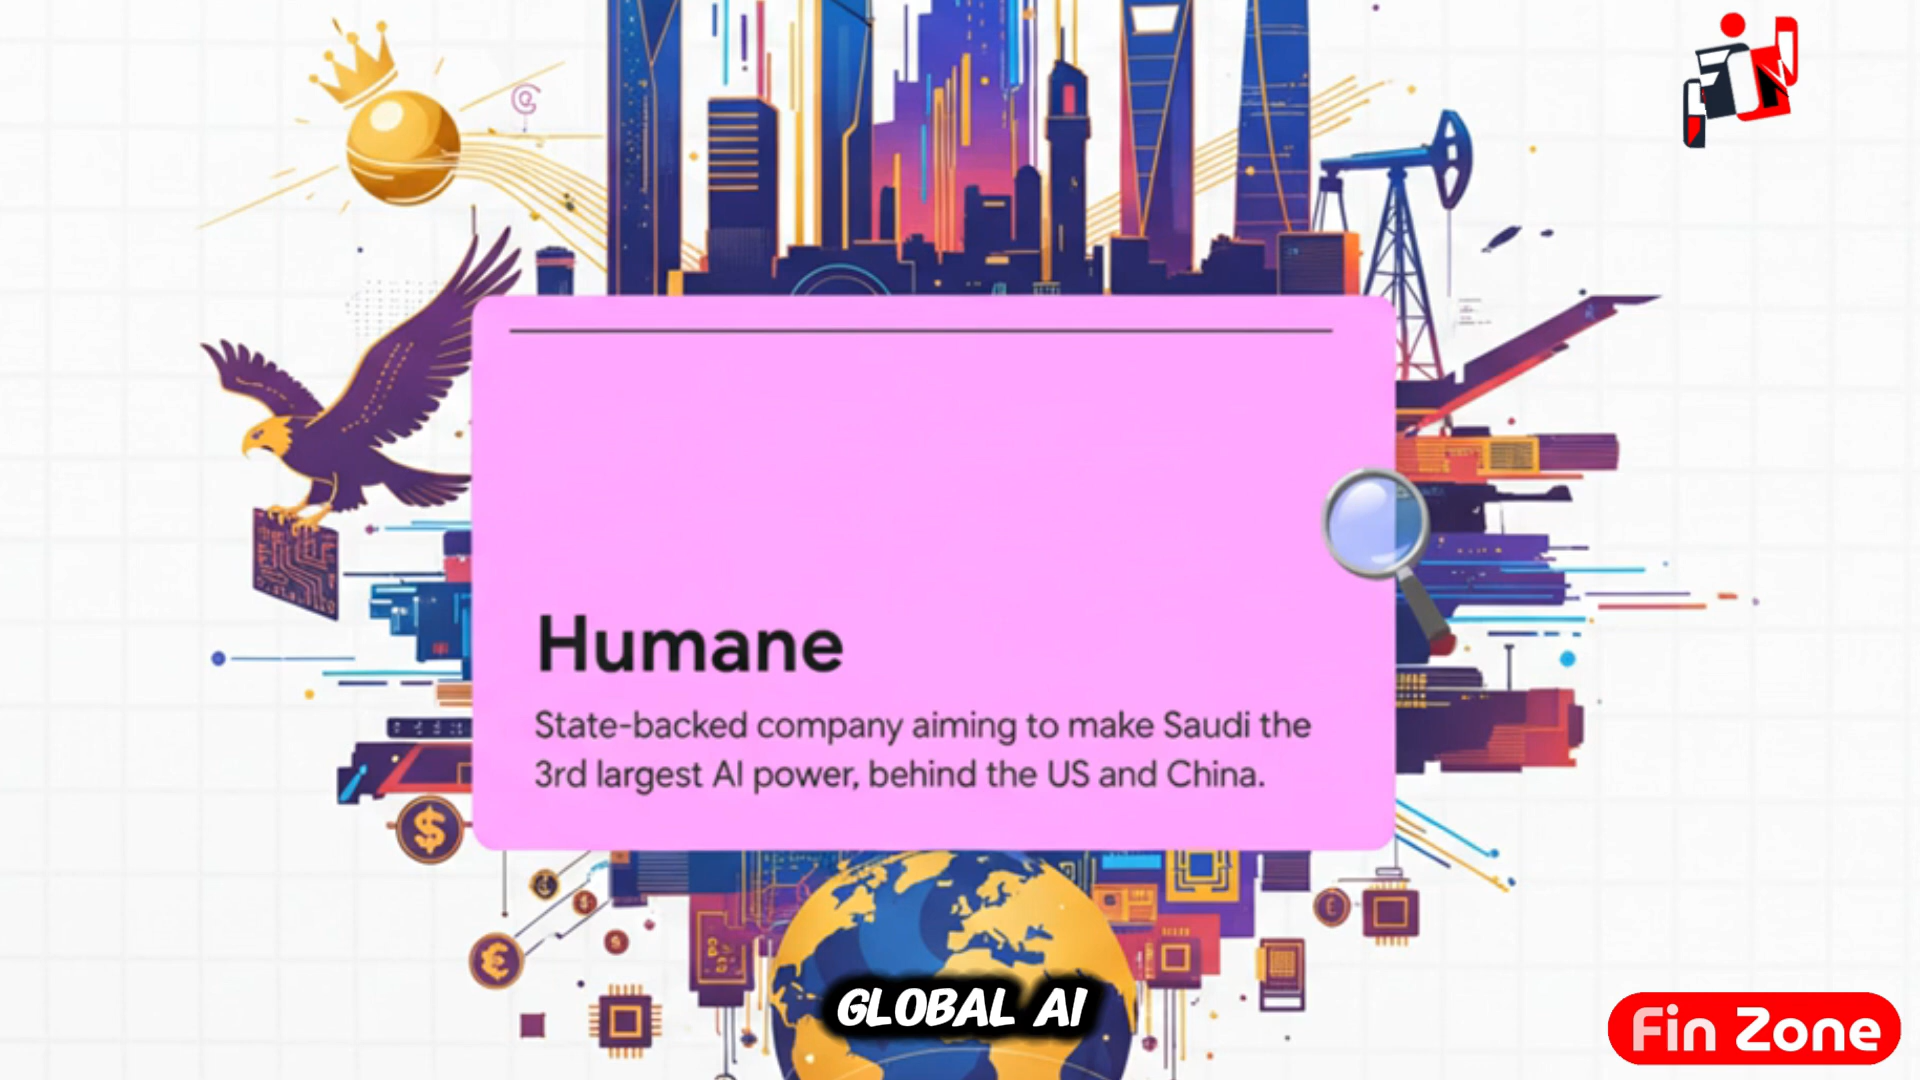 FIN
Humane
State-backed company aiming to make Saudi the
3rd largest AI power, behind the US and China.
GLOBAL AI
Fin Zone